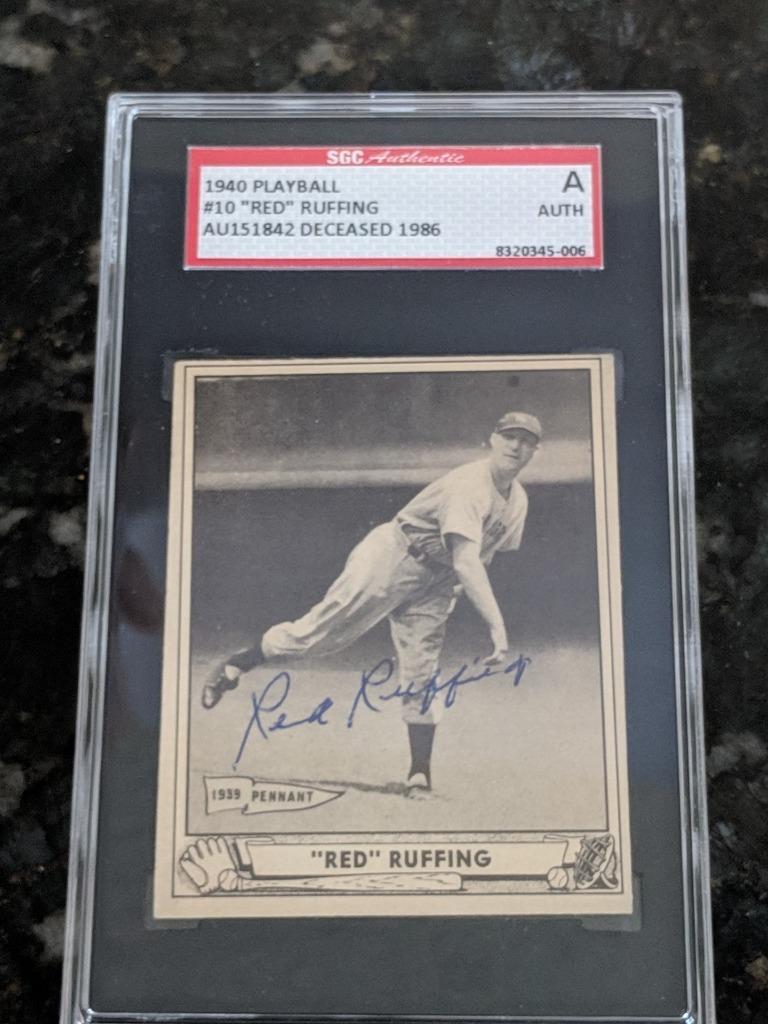 SGC Authentic
1940 PLAYBALL
#10 "RED" RUFFING
AU151842 DECEASED 1986
A
AUTH
8320345-006
Red Ruffing
1939 PENNANT
"RED" RUFFING